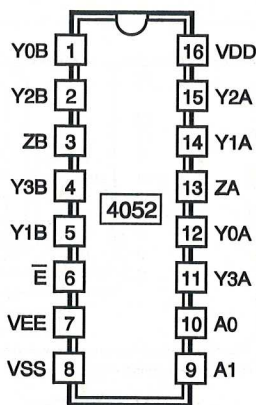 Y0B 1 16 VDD
Y2B 2 15 Y2A
ZB 3 14 Y1A
Y3B 4 13 ZA
4052
Y1B 5 12 Y0A
E̅ 6 11 Y3A
VEE 7 10 A0
VSS 8 9 A1